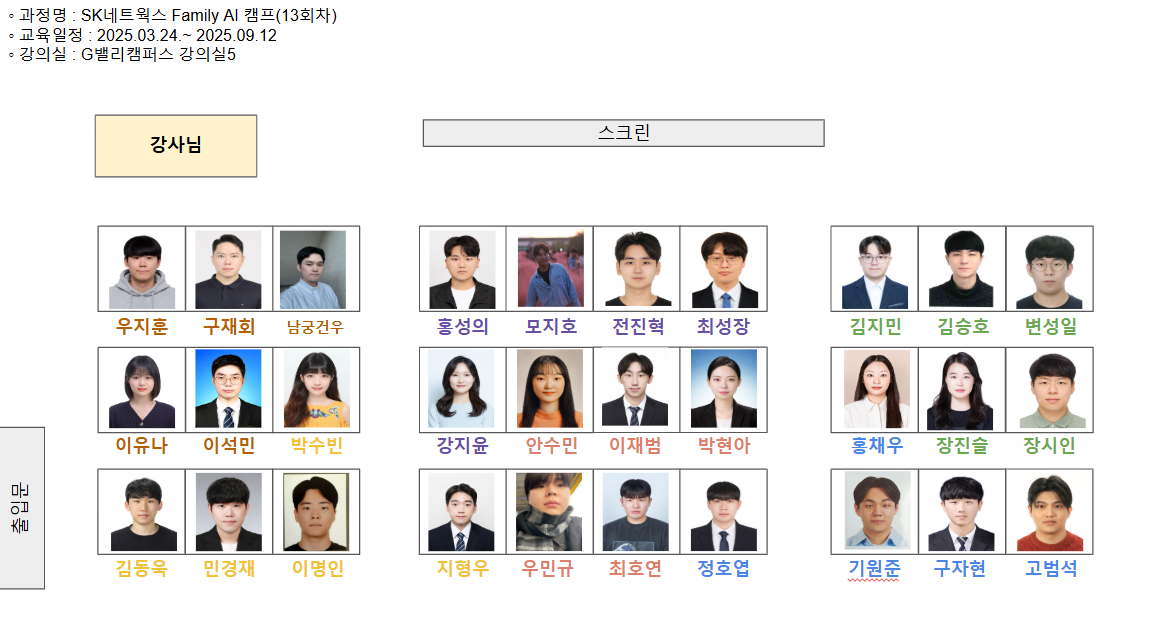 ◦ 과정명 : SK네트웍스 Family AI 캠프(13회차)
◦ 교육일정 : 2025.03.24.~ 2025.09.12
◦ 강의실 : G밸리캠퍼스 강의실5
강사님
스크린
우지훈 구재회 남궁건우 홍성의 모지호 전진혁 최성장 김지민 김승호 변성일
이유나 이석민 박수빈 강지윤 안수민 이재범 박현아 홍채우 장진슬 장시인
출입문
김동욱 민경재 이명인 지형우 우민규 최호연 정호엽 기원준 구자현 고범석